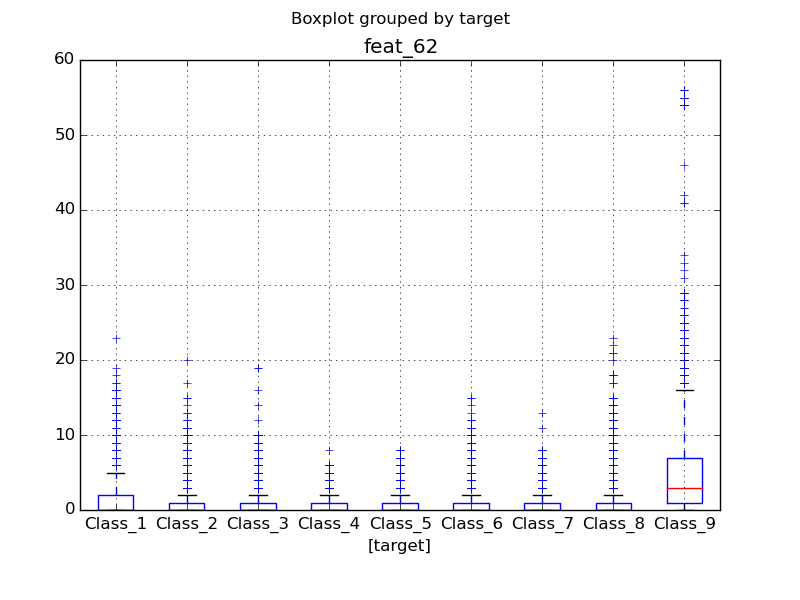 Boxplot grouped by target
feat_62
60
50
40
30
20
10
0
Class_1 Class_2 Class_3 Class_4 Class_5 Class_6 Class_7 Class_8 Class_9
[target]